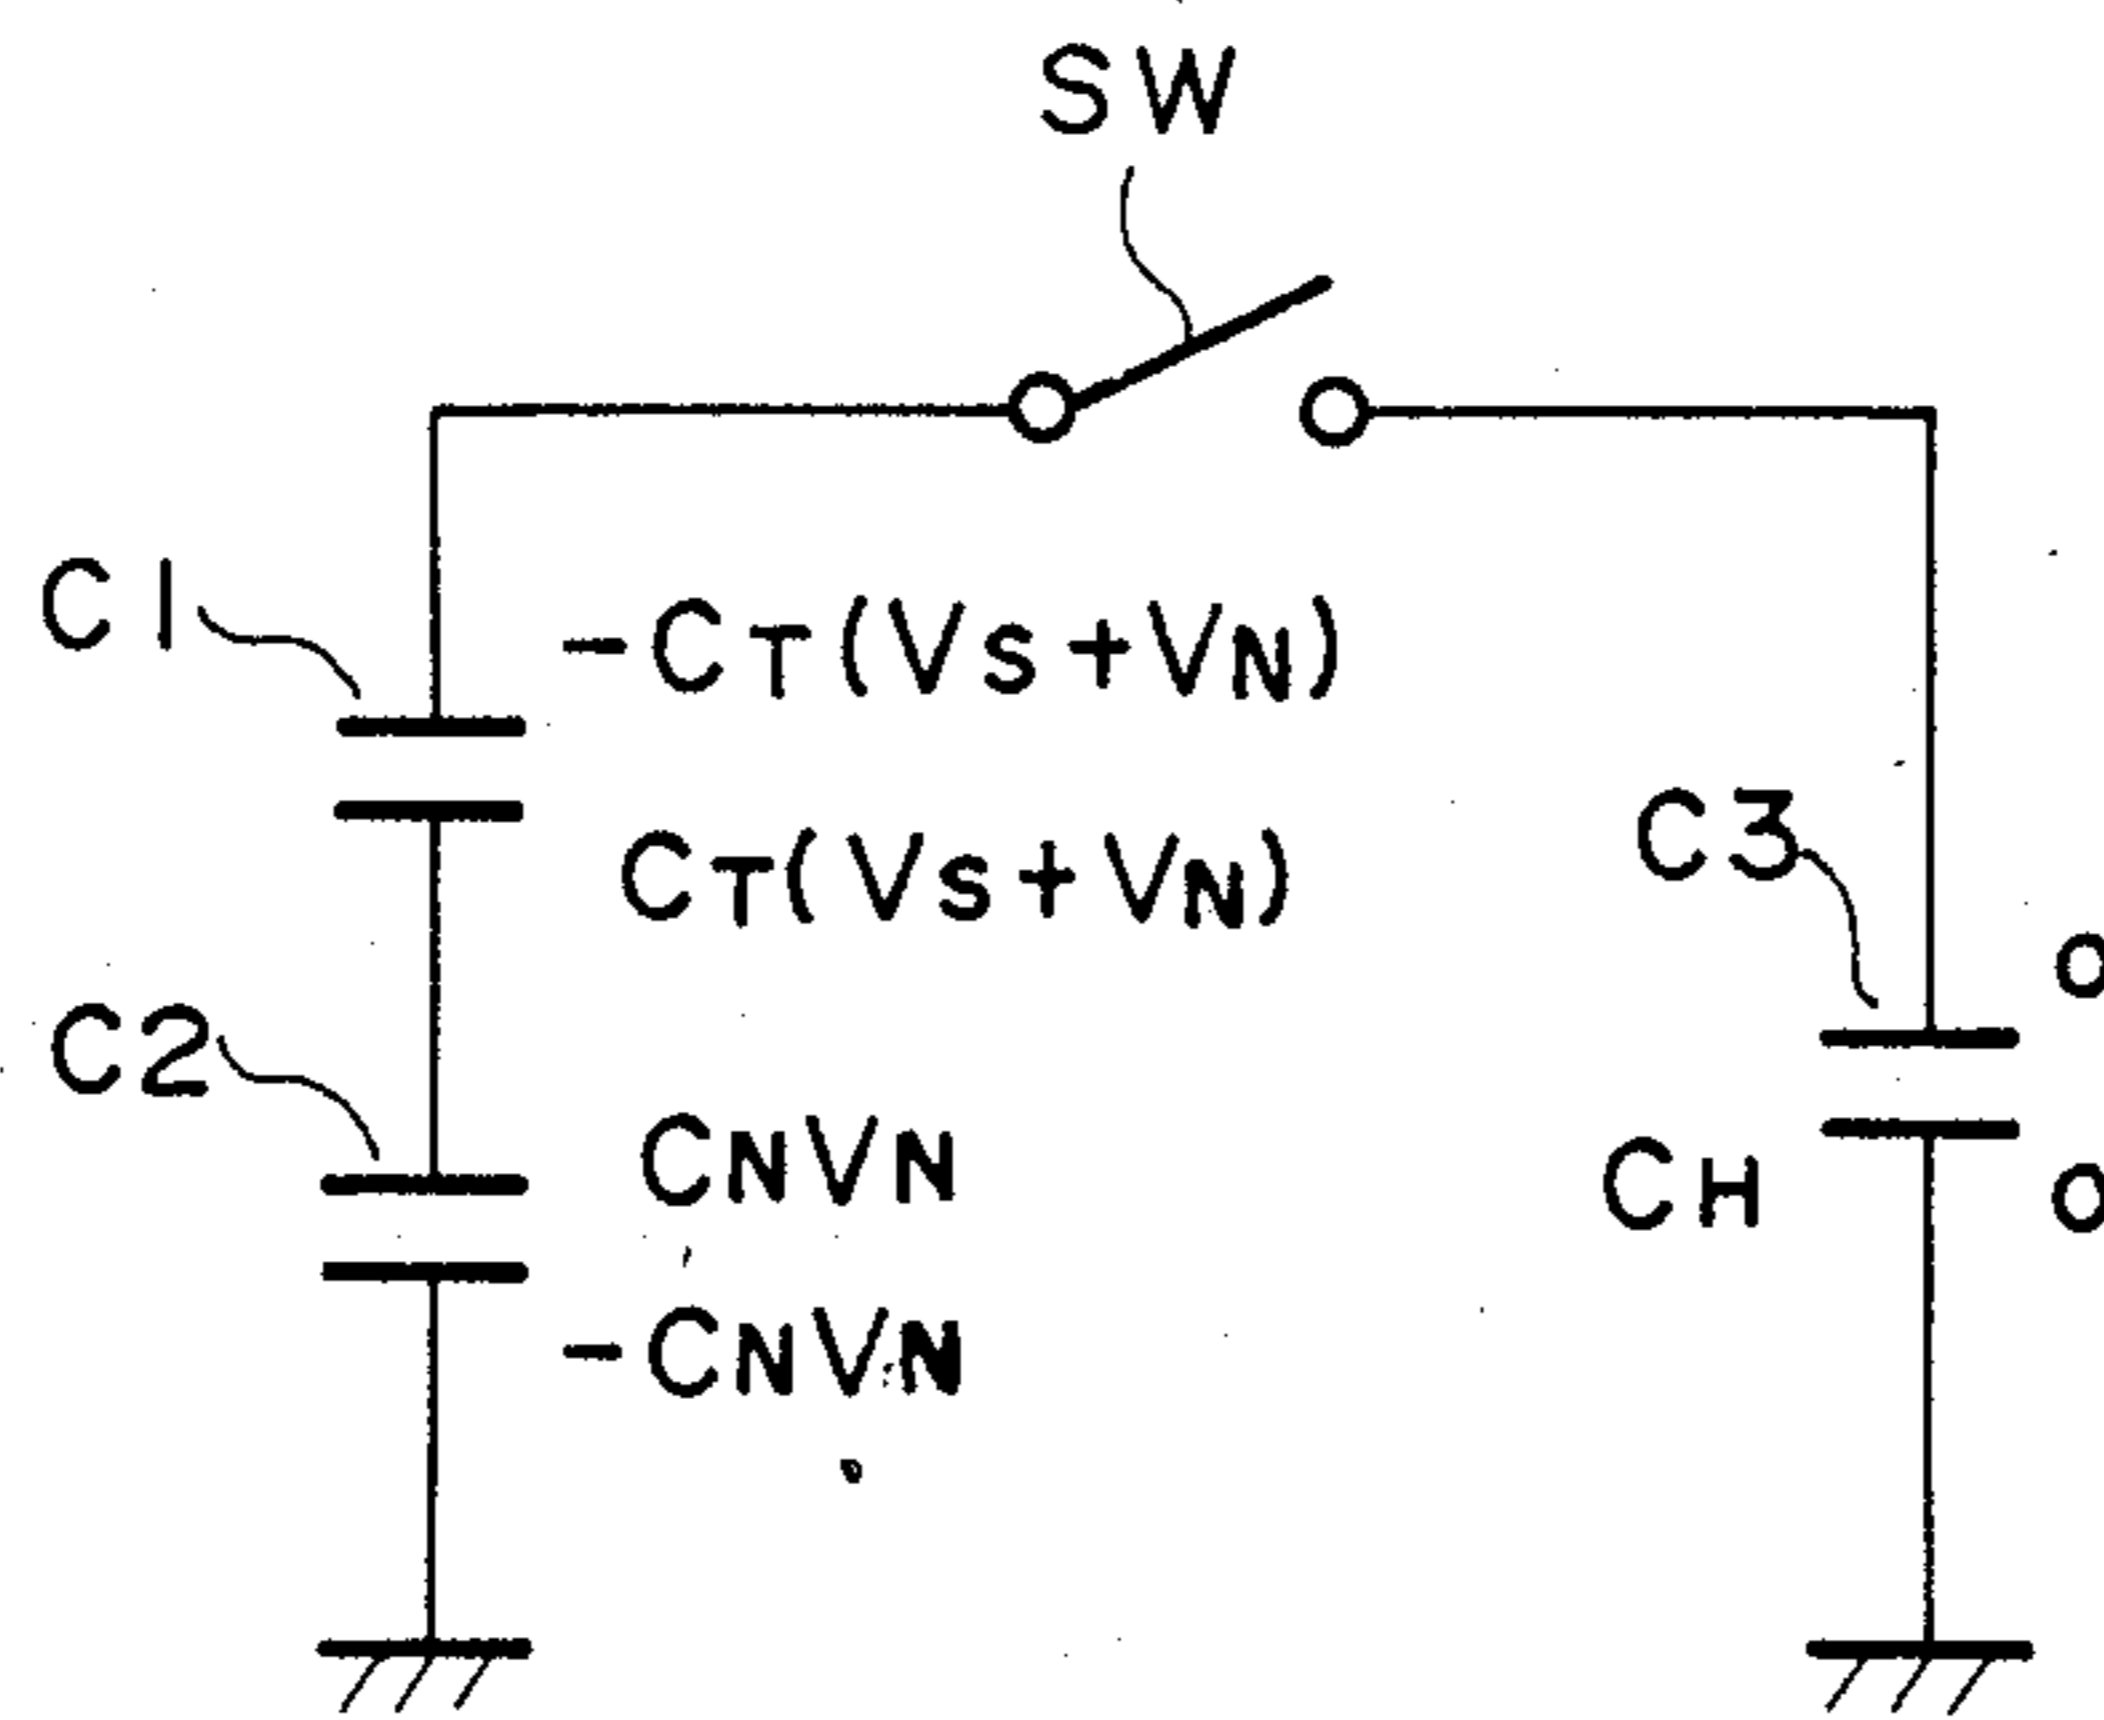 SW
C1
-CT(VS+VN)
CT(VS+VN)
C3
O
C2
CNVN
CH
O
-CNVN